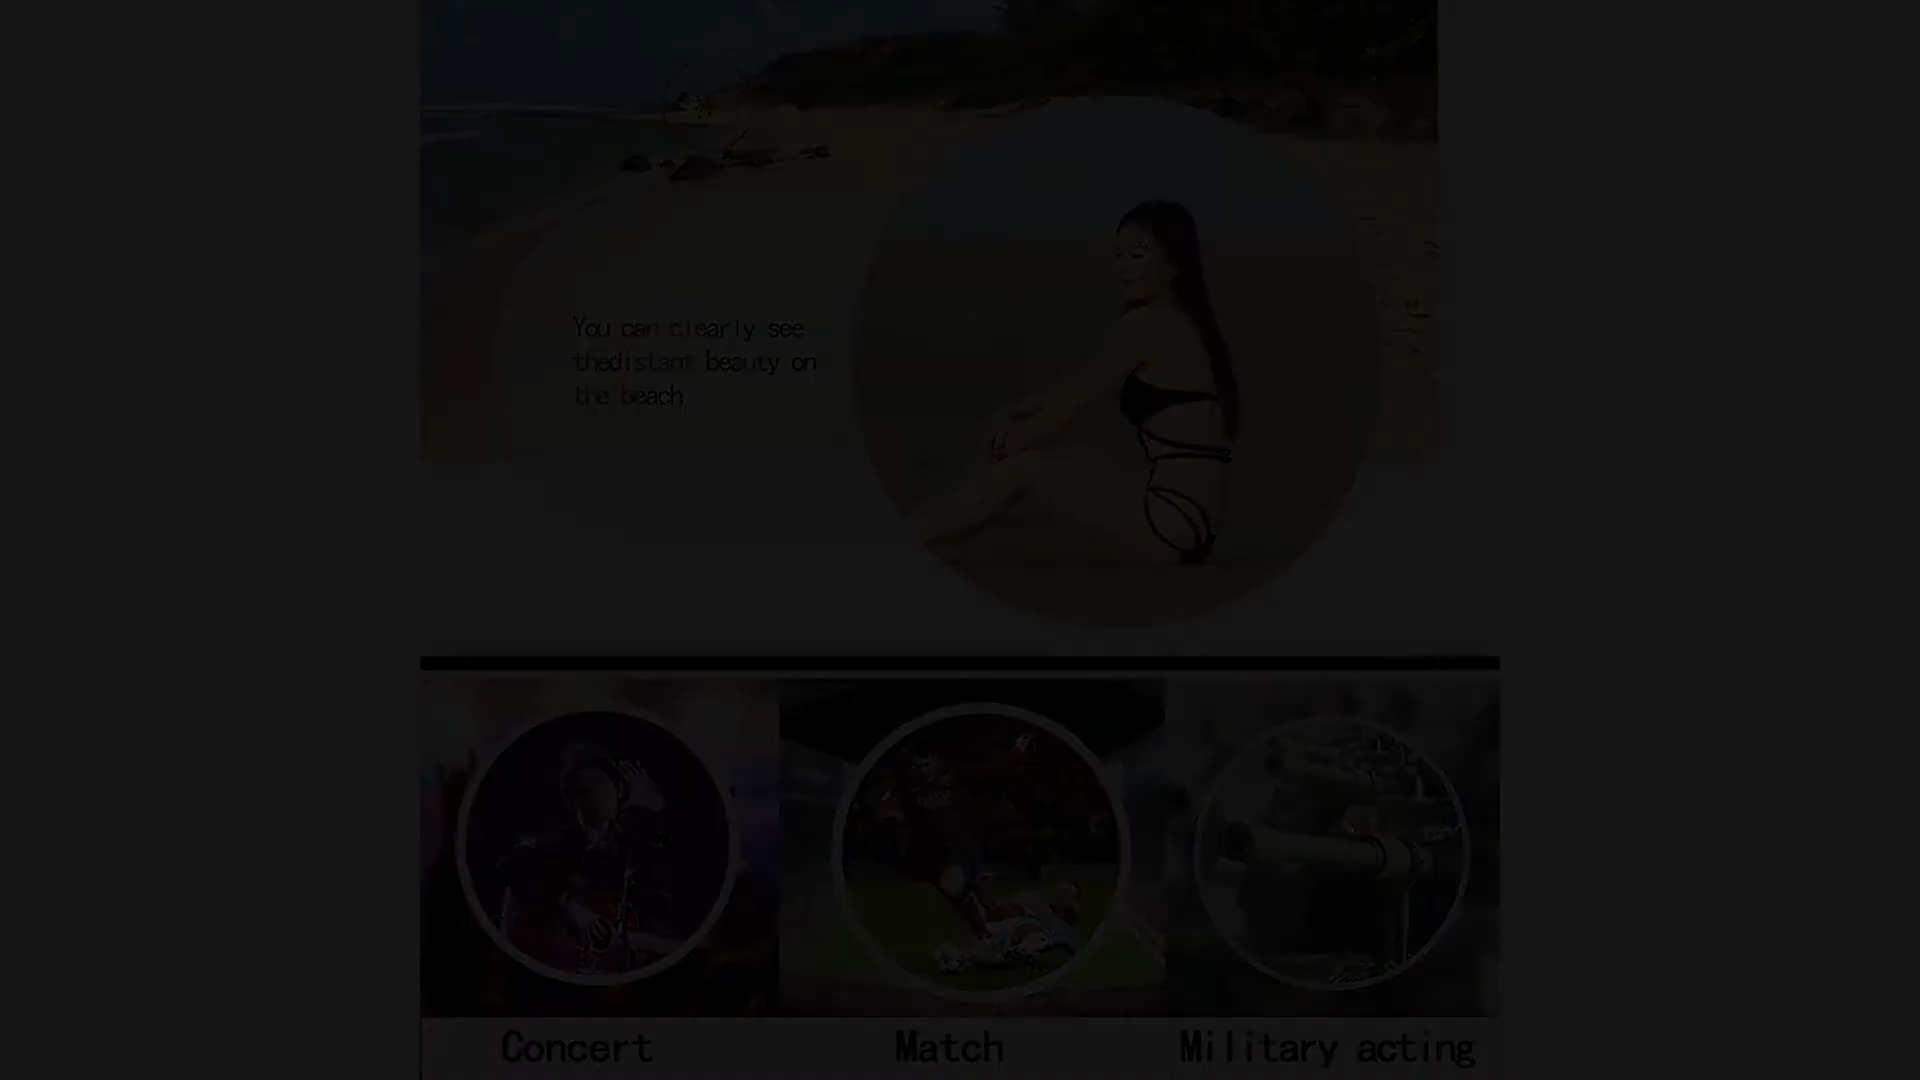 You can clearly see
thedistant beauty on
the beach
Concert
Match
Military acting